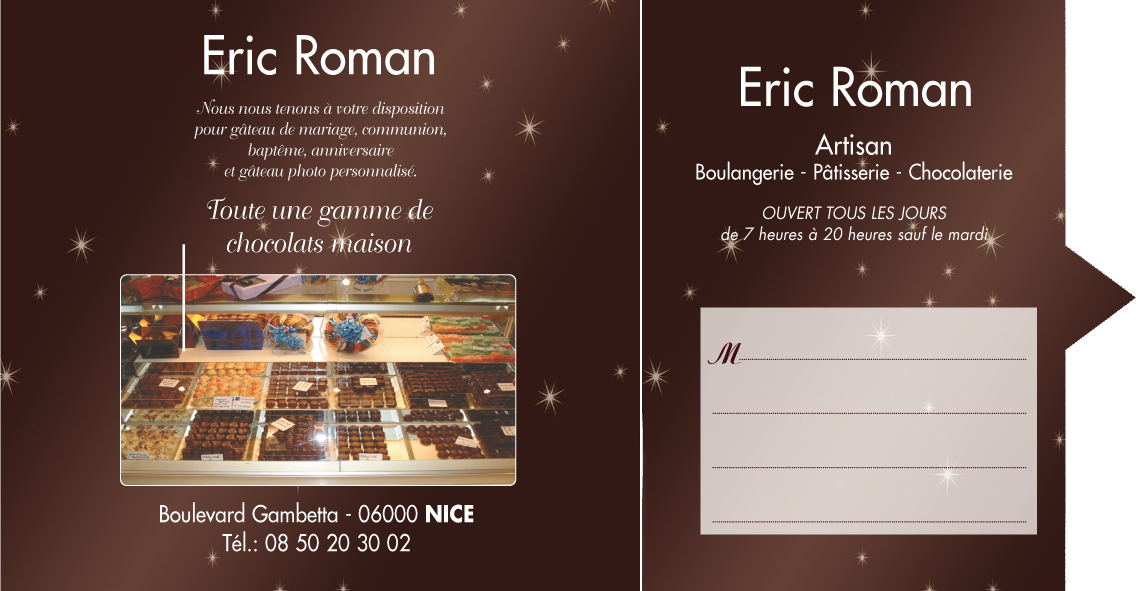 Eric Roman
Nous nous tenons à votre disposition
pour gâteau de mariage, communion,
baptême, anniversaire
et gâteau photo personnalisé.
Toute une gamme de
chocolats maison
Boulevard Gambetta - 06000 NICE
Tél.: 08 50 20 30 02
Eric Roman
Artisan
Boulangerie - Pâtisserie - Chocolaterie
OUVERT TOUS LES JOURS
de 7 heures à 20 heures sauf le mardi
M